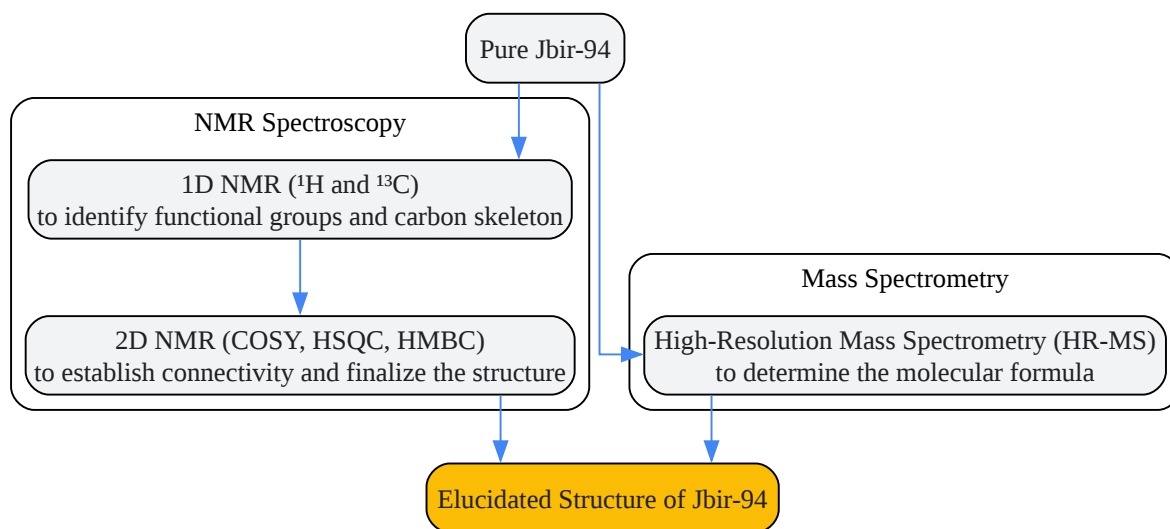 Pure Jbir-94
NMR Spectroscopy
1D NMR (¹H and ¹³C)
to identify functional groups and carbon skeleton
2D NMR (COSY, HSQC, HMBC)
to establish connectivity and finalize the structure
Mass Spectrometry
High-Resolution Mass Spectrometry (HR-MS)
to determine the molecular formula
Elucidated Structure of Jbir-94